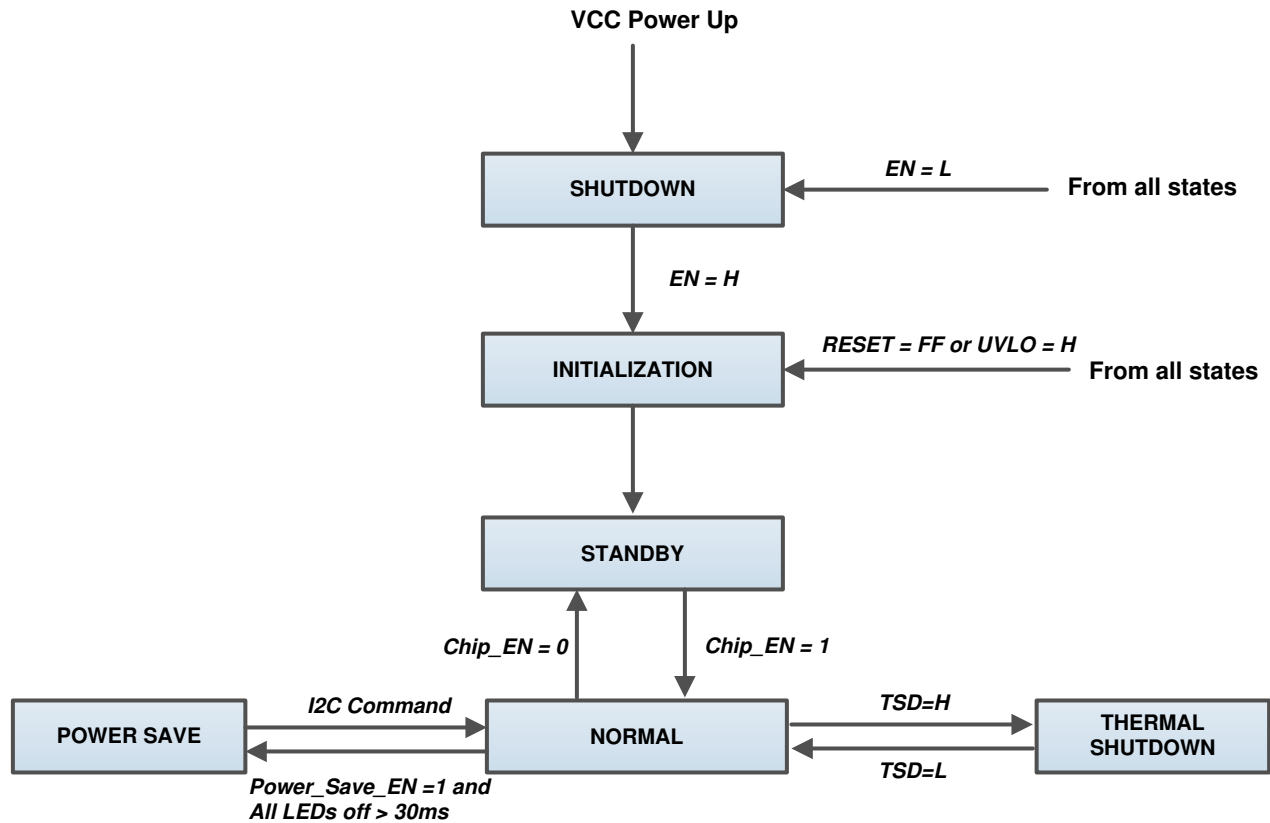 VCC Power Up
SHUTDOWN
EN = L
From all states
EN = H
INITIALIZATION
RESET = FF or UVLO = H
From all states
STANDBY
Chip_EN = 0
Chip_EN = 1
POWER SAVE
I2C Command
NORMAL
TSD=H
THERMAL
SHUTDOWN
TSD=L
Power_Save_EN =1 and
All LEDs off > 30ms